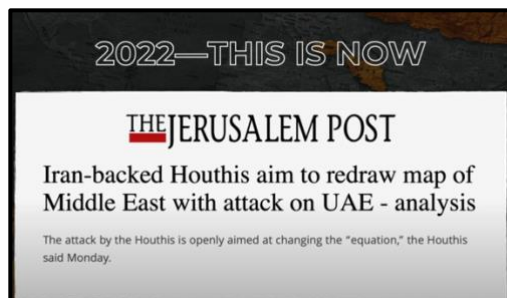 2022—THIS IS NOW
THE JERUSALEM POST
Iran-backed Houthis aim to redraw map of
Middle East with attack on UAE - analysis
The attack by the Houthis is openly aimed at changing the “equation,” the Houthis
said Monday.